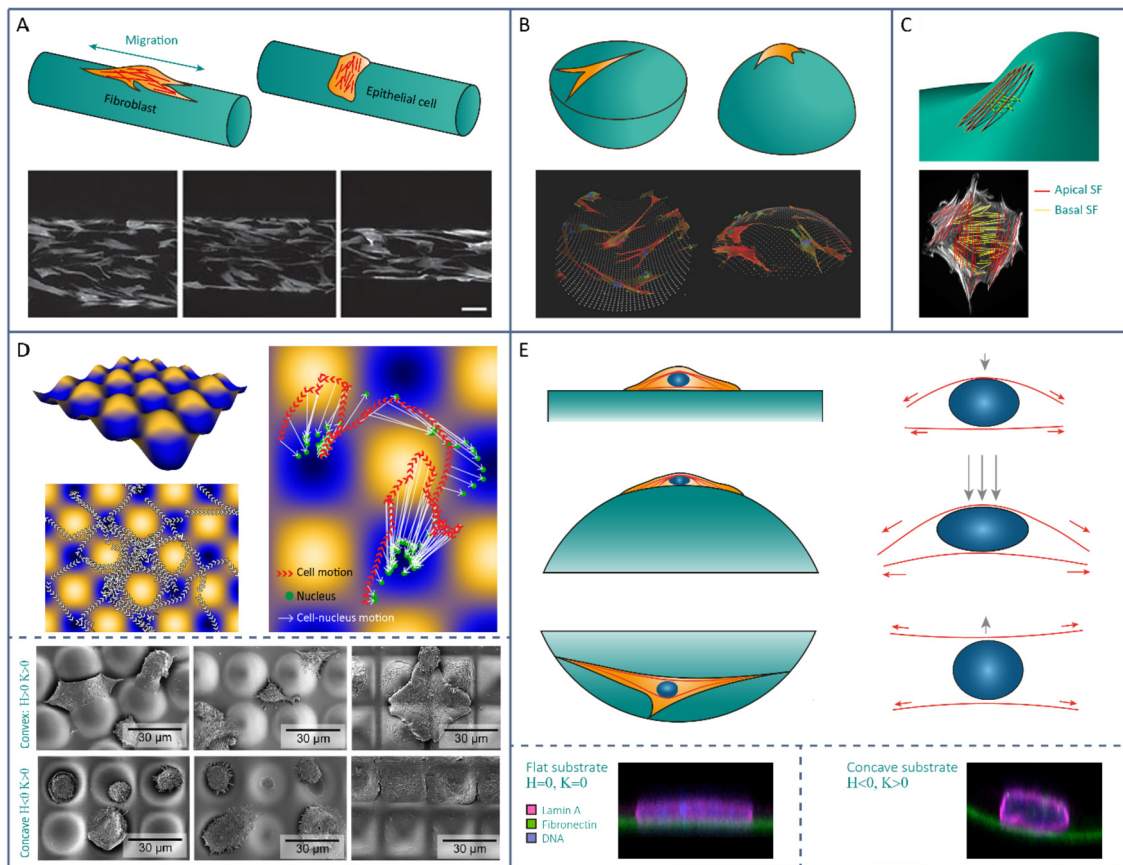 A
Migration
Fibroblast
Epithelial cell
B
C
Apical SF
Basal SF
D
Cell motion
Nucleus
Cell-nucleus motion
Convex: H>0 K>0
30 µm
30 µm
30 µm
Concave H<0 K>0
30 µm
30 µm
30 µm
E
Flat substrate
H=0, K=0
Lamin A
Fibronectin
DNA
Concave substrate
H<0, K>0